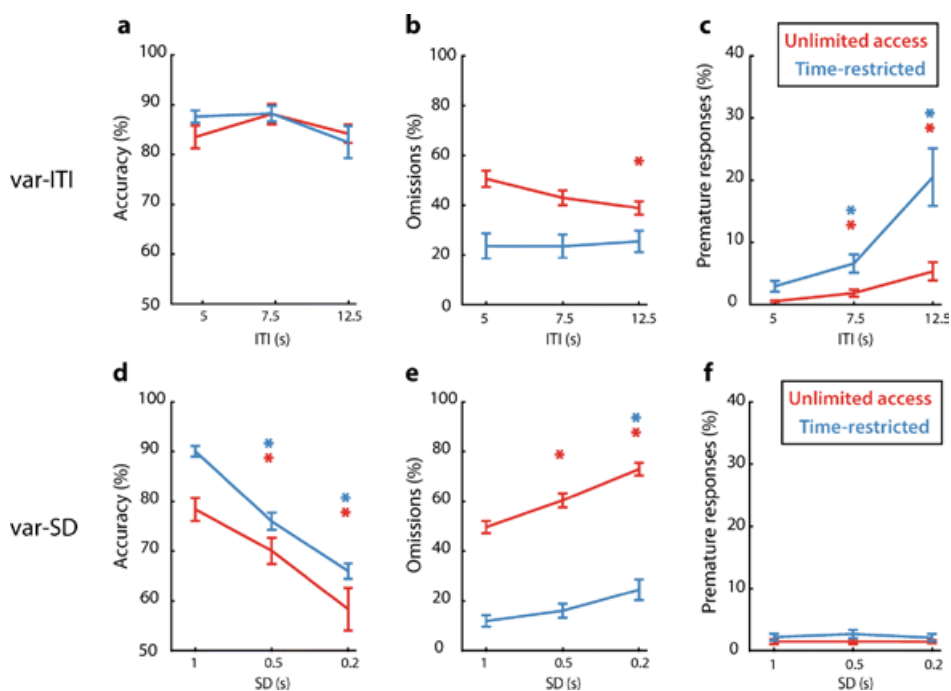 a
b
c
Unlimited access
Time-restricted
var-ITI
Accuracy (%)
100
90
80
70
60
50
5
7.5
12.5
ITI (s)
Omissions (%)
100
80
60
40
20
0
*
5
7.5
12.5
ITI (s)
Premature responses (%)
40
30
20
10
0
*
*
*
*
5
7.5
12.5
ITI (s)
d
e
f
Unlimited access
Time-restricted
var-SD
Accuracy (%)
100
90
80
70
60
50
*
*
*
*
1
0.5
0.2
SD (s)
Omissions (%)
100
80
60
40
20
0
*
*
*
1
0.5
0.2
SD (s)
Premature responses (%)
40
30
20
10
0
1
0.5
0.2
SD (s)